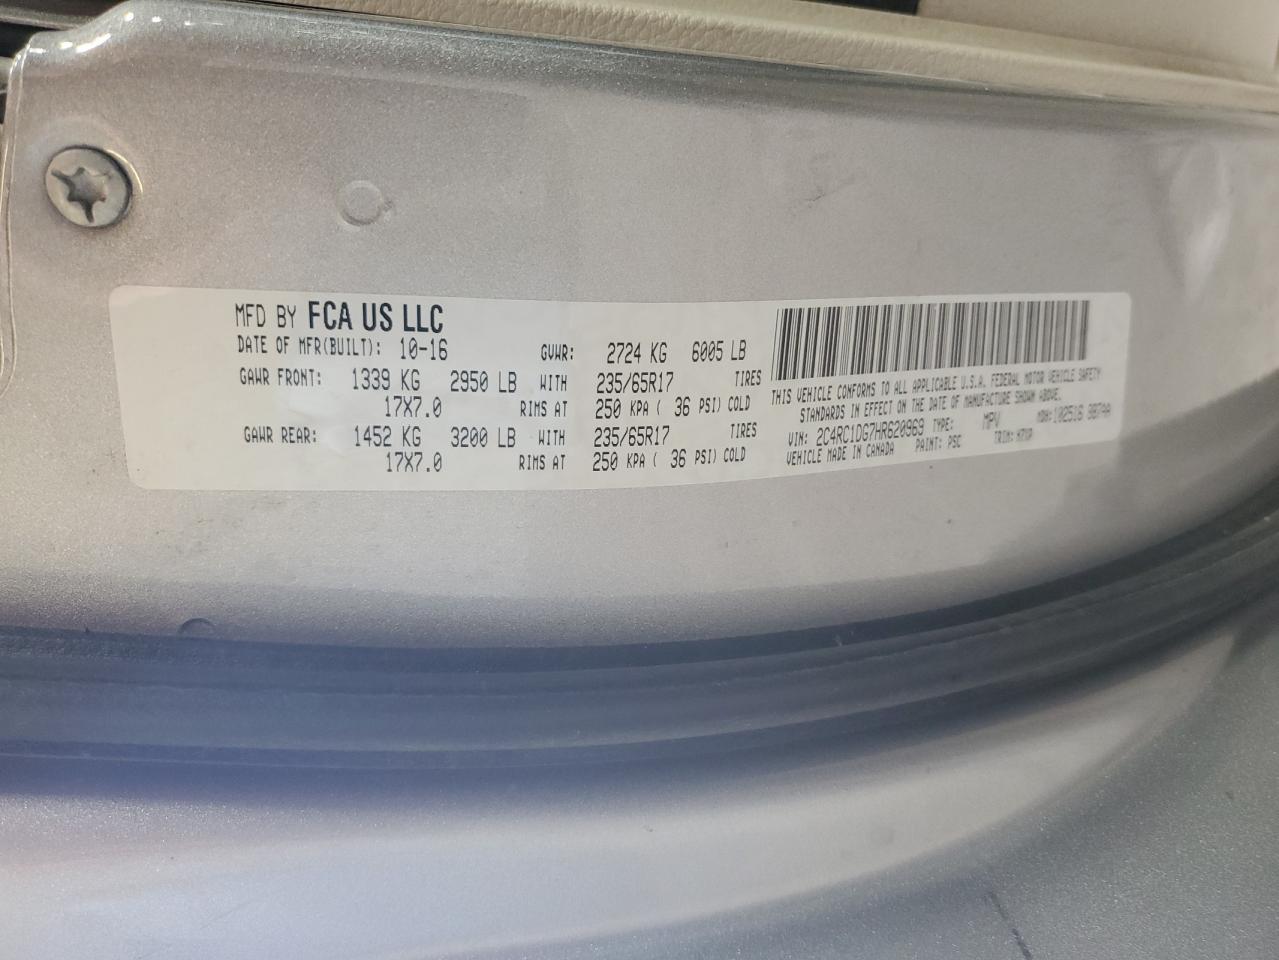 MFD BY FCA US LLC
DATE OF MFR(BUILT): 10-16 GVWR: 2724 KG 6005 LB
GAWR FRONT: 1339 KG 2950 LB WITH 235/65R17 TIRES
17X7.0 RIMS AT 250 KPA ( 36 PSI) COLD
GAWR REAR: 1452 KG 3200 LB WITH 235/65R17 TIRES
17X7.0 RIMS AT 250 KPA ( 36 PSI) COLD
THIS VEHICLE CONFORMS TO ALL APPLICABLE U.S.A. FEDERAL MOTOR VEHICLE SAFETY
STANDARDS IN EFFECT ON THE DATE OF MANUFACTURE SHOWN ABOVE.
VIN: 2C4RC1DG7HR620969 TYPE: MPV MDH: 102516
VEHICLE MADE IN CANADA PAINT: PSC TRIM: